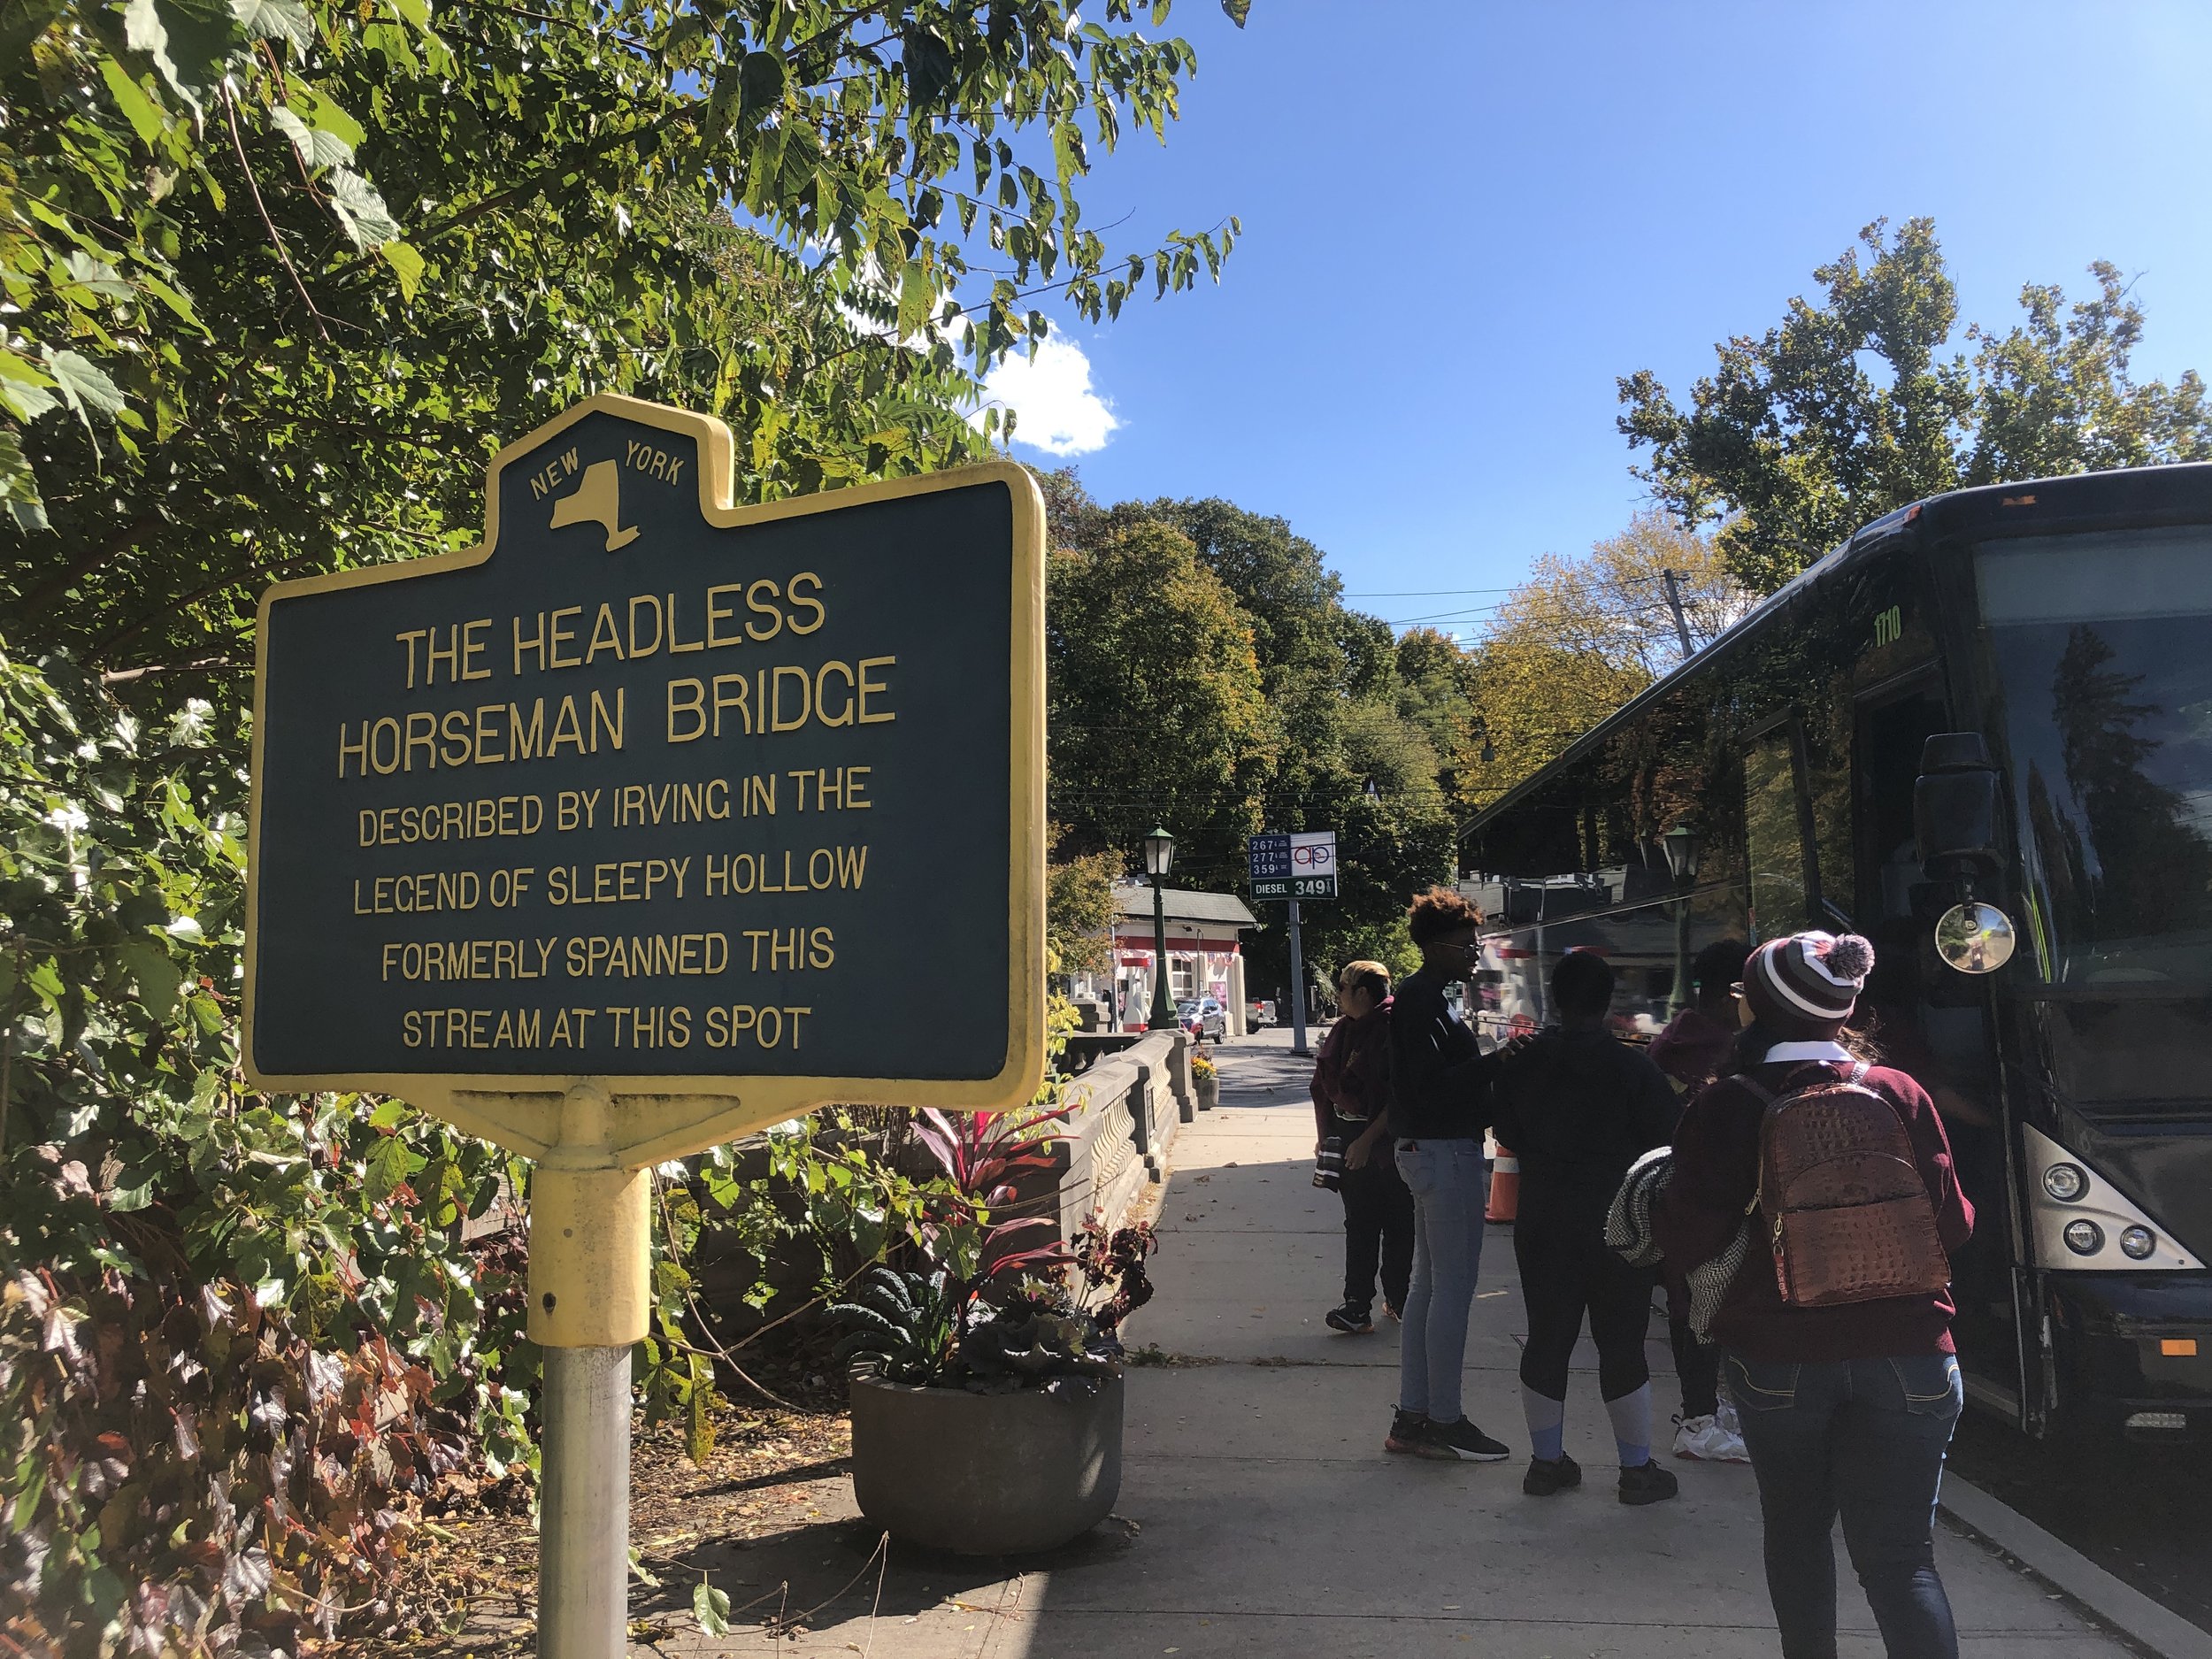 NEW YORK
THE HEADLESS
HORSEMAN BRIDGE
DESCRIBED BY IRVING IN THE
LEGEND OF SLEEPY HOLLOW
FORMERLY SPANNED THIS
STREAM AT THIS SPOT
1710
267
277
359
ap
DIESEL 349